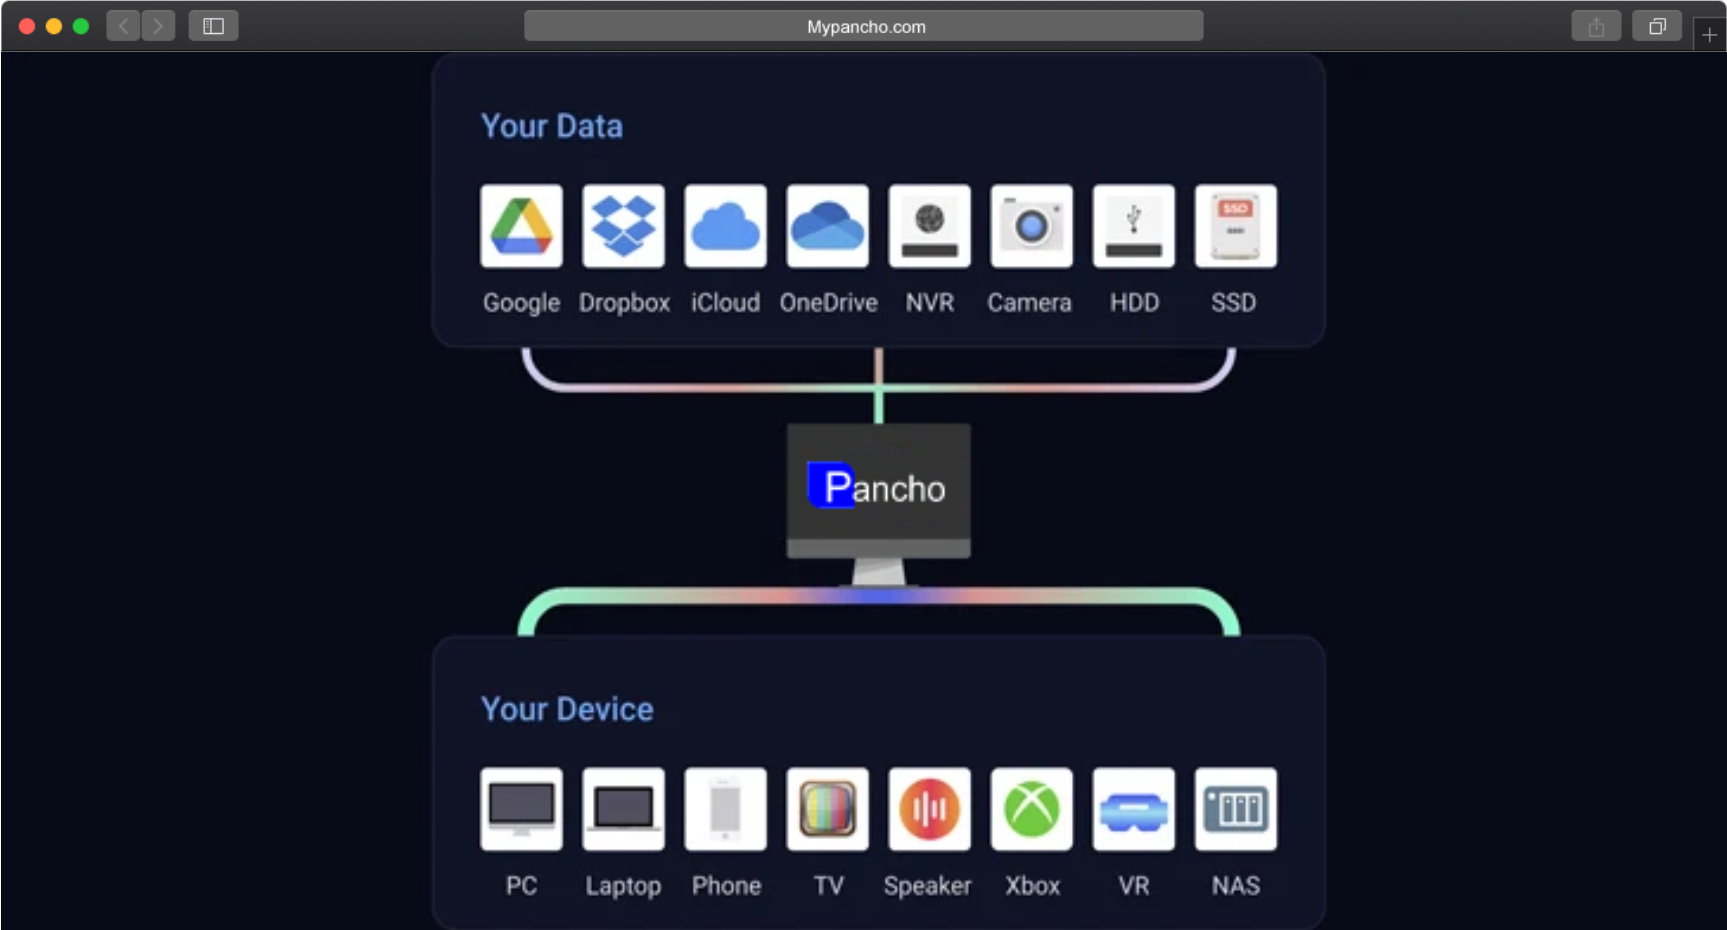 Mypancho.com
Your Data
SSD
Google Dropbox iCloud OneDrive NVR Camera HDD SSD
Pancho
Your Device
PC Laptop Phone TV Speaker Xbox VR NAS